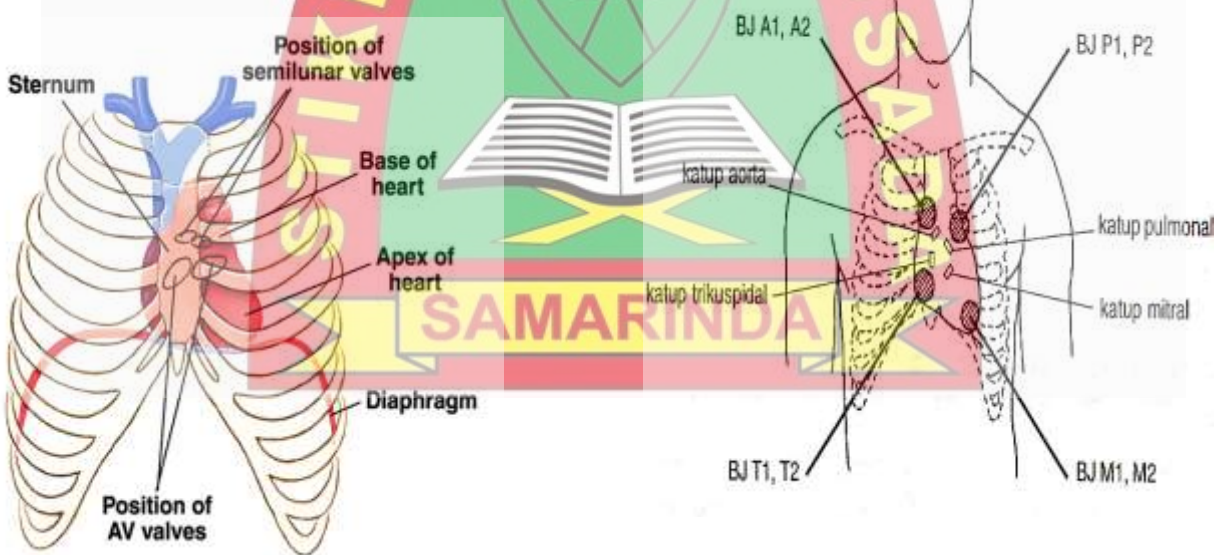 Position of
semilunar valves
Sternum
Base of
heart
Apex of
heart
Diaphragm
Position of
AV valves
BJ A1, A2
BJ P1, P2
katup aorta
katup pulmonal
katup trikuspidal
katup mitral
BJ T1, T2
BJ M1, M2
SAMARINDA